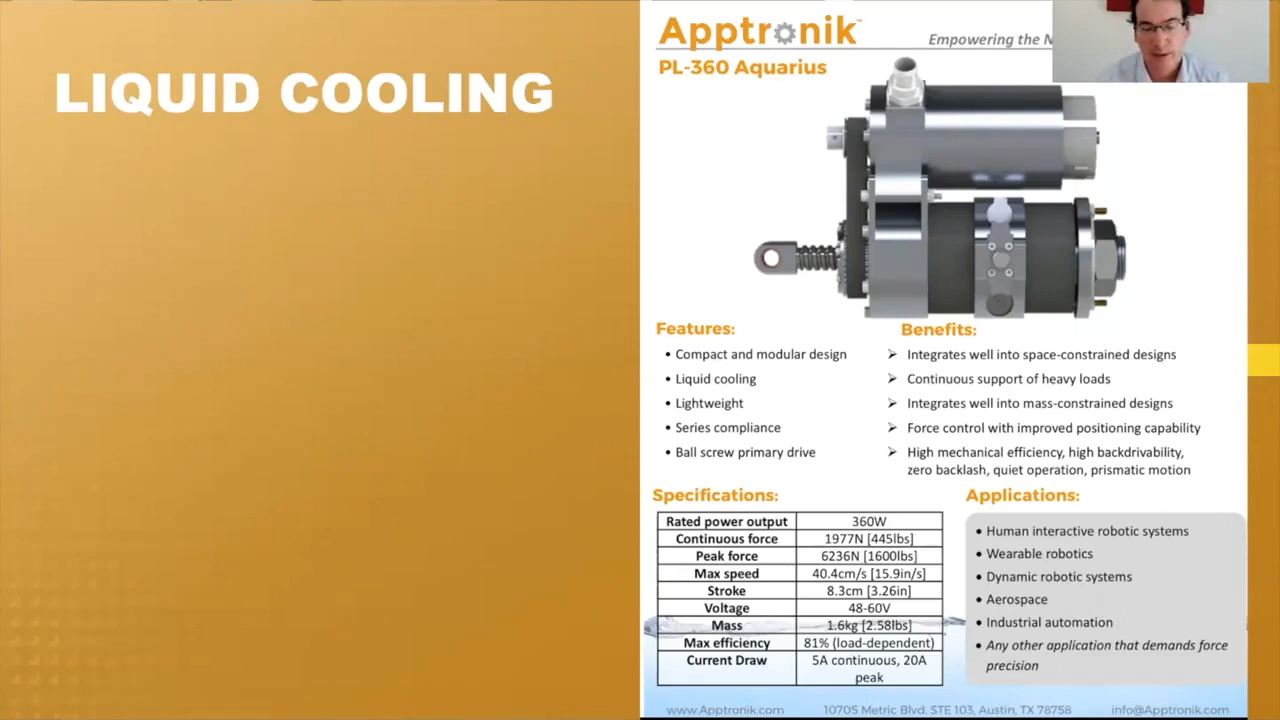 LIQUID COOLING
Apptronik™
Empowering the N
PL-360 Aquarius
Features:
• Compact and modular design
• Liquid cooling
• Lightweight
• Series compliance
• Ball screw primary drive
Benefits:
➢ Integrates well into space-constrained designs
➢ Continuous support of heavy loads
➢ Integrates well into mass-constrained designs
➢ Force control with improved positioning capability
➢ High mechanical efficiency, high backdrivability,
zero backlash, quiet operation, prismatic motion
Specifications:
Rated power output 360W
Continuous force 1977N [445lbs]
Peak force 6236N [1600lbs]
Max speed 40.4cm/s [15.9in/s]
Stroke 8.3cm [3.26in]
Voltage 48-60V
Mass 1.6kg [2.58lbs]
Max efficiency 81% (load-dependent)
Current Draw 5A continuous, 20A
peak
Applications:
• Human interactive robotic systems
• Wearable robotics
• Dynamic robotic systems
• Aerospace
• Industrial automation
• Any other application that demands force
precision
www.Apptronik.com 10705 Metric Blvd, STE 103, Austin, TX 78758 info@Apptronik.com